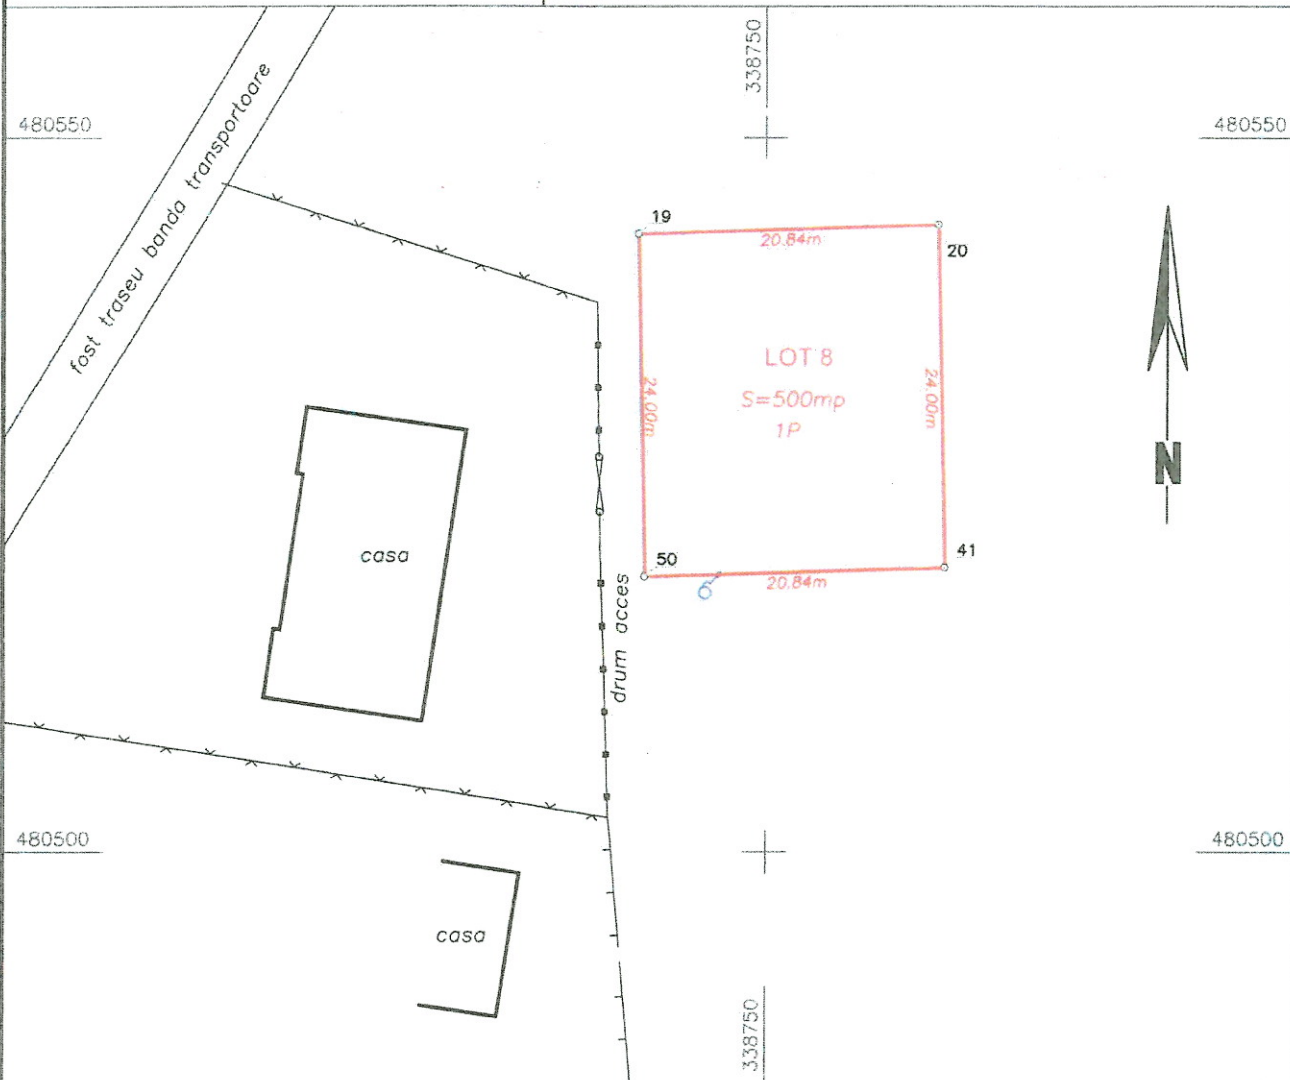 338750
480550
480550
fost traseu banda transportoare
19
20.84m
20
LOT 8
S=500mp
1P
24.00m
24.00m
N
casa
50
41
6
20.84m
drum acces
480500
480500
casa
338750